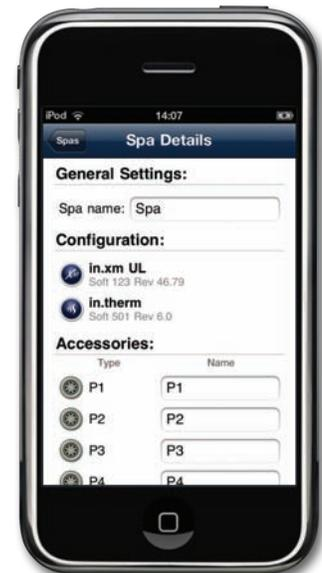 iPod 14:07
Spas Spa Details
General Settings:
Spa name: Spa
Configuration:
in.xm UL
Soft 123 Rev 46.79
in.therm
Soft 501 Rev 6.0
Accessories:
Type Name
P1 P1
P2 P2
P3 P3
P4 P4